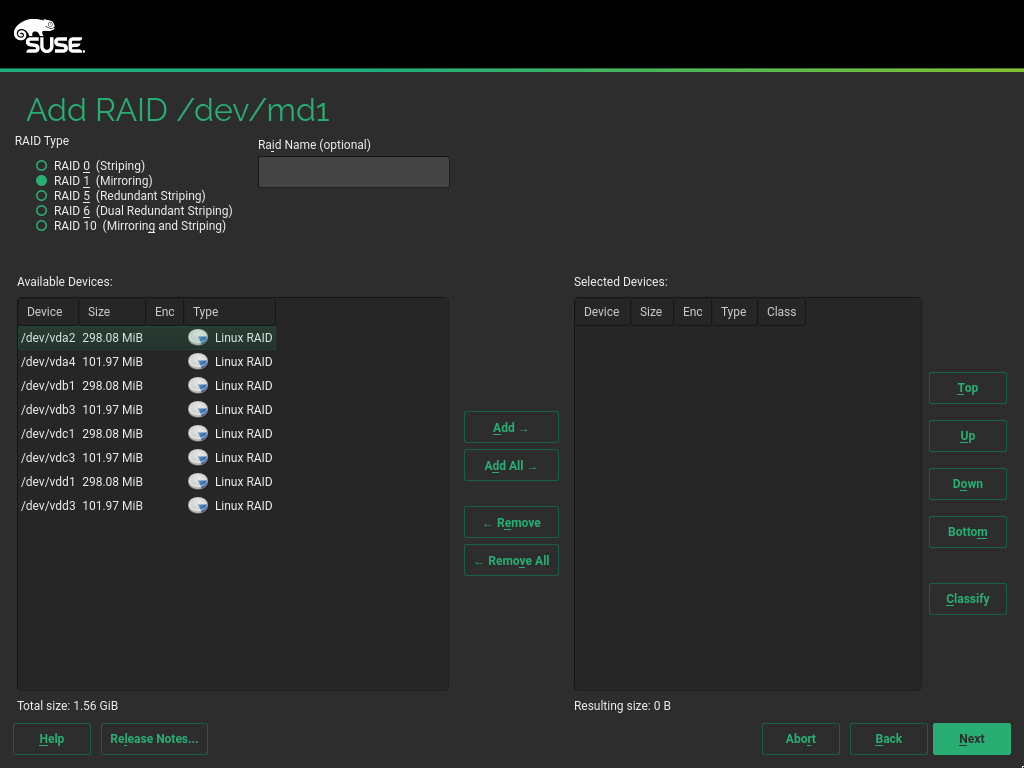 SUSE.
Add RAID /dev/md1
RAID Type
RAID 0 (Striping)
RAID 1 (Mirroring)
RAID 5 (Redundant Striping)
RAID 6 (Dual Redundant Striping)
RAID 10 (Mirroring and Striping)
Raid Name (optional)
Available Devices:
Device Size Enc Type
/dev/vda2 298.08 MiB Linux RAID
/dev/vda4 101.97 MiB Linux RAID
/dev/vdb1 298.08 MiB Linux RAID
/dev/vdb3 101.97 MiB Linux RAID
/dev/vdc1 298.08 MiB Linux RAID
/dev/vdc3 101.97 MiB Linux RAID
/dev/vdd1 298.08 MiB Linux RAID
/dev/vdd3 101.97 MiB Linux RAID
Total size: 1.56 GiB
Add →
Add All →
← Remove
← Remove All
Selected Devices:
Device Size Enc Type Class
Resulting size: 0 B
Top
Up
Down
Bottom
Classify
Help Release Notes... Abort Back Next